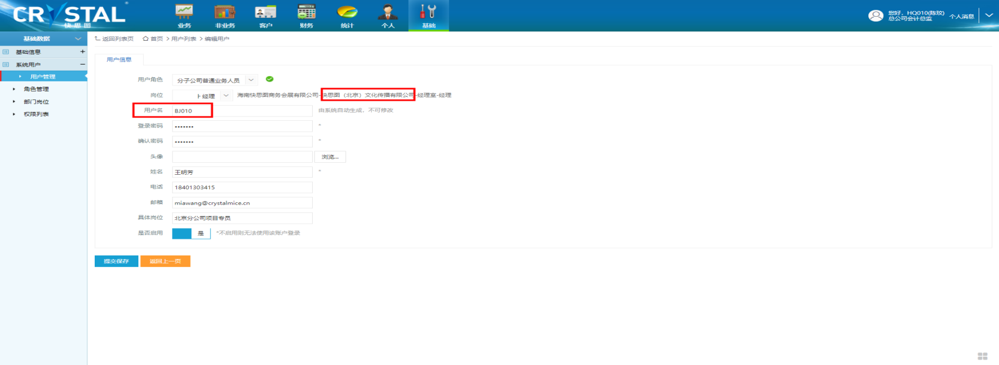 CRYSTAL
快思图
业务
非业务
客户
财务
统计
个人
基础
您好，HQ010(陈玫)
总公司会计总监
个人消息
基础数据
基础信息
系统用户
用户管理
角色管理
部门岗位
权限列表
返回列表页 首页 > 用户列表 > 编辑用户
用户信息
用户角色 分子公司普通业务人员
岗位 经理 海南快思图商务会展有限公司-快思图（北京）文化传播有限公司-经理室-经理
用户名 BJ010 由系统自动生成，不可修改
登录密码 ••••••• *
确认密码 ••••••• *
头像 浏览...
姓名 王明芳 *
电话 18401303415
邮箱 miawang@crystalmice.cn
具体岗位 北京分公司项目专员
是否启用 是 *不启用则无法使用该账户登录
提交保存 返回上一页